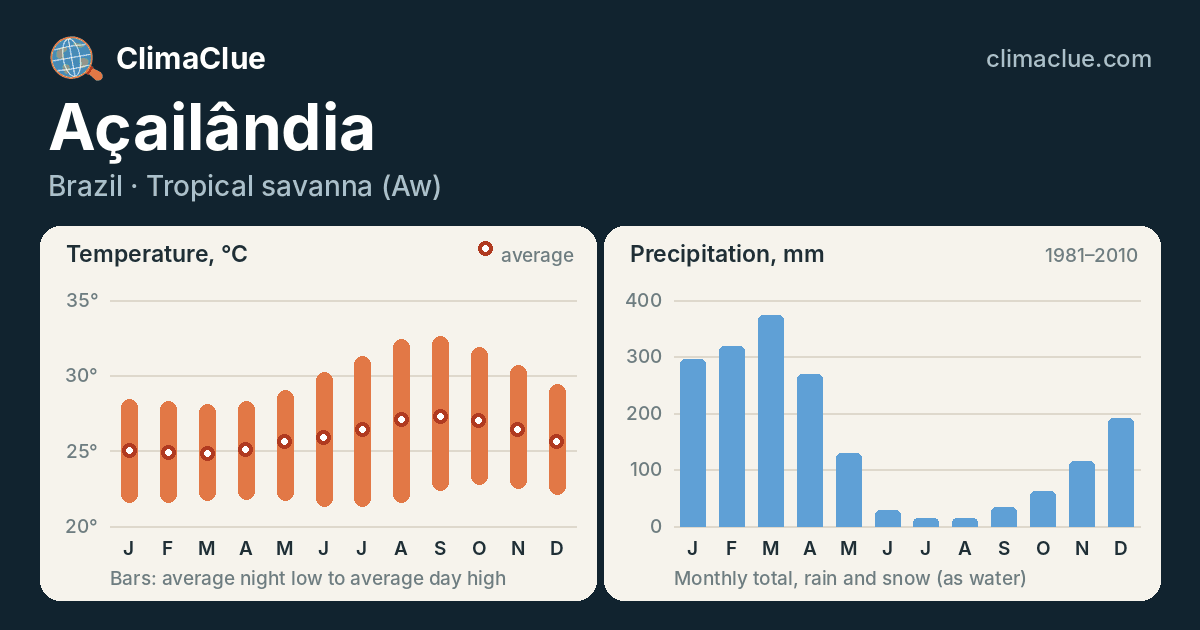 ClimaClue
climaclue.com
Açailândia
Brazil · Tropical savanna (Aw)
Temperature, °C
average
35°
30°
25°
20°
J F M A M J J A S O N D
Bars: average night low to average day high
Precipitation, mm
1981–2010
400
300
200
100
0
J F M A M J J A S O N D
Monthly total, rain and snow (as water)